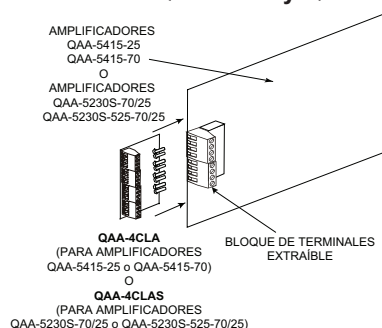 AMPLIFICADORES
QAA-5415-25
QAA-5415-70
O
AMPLIFICADORES
QAA-5230S-70/25
QAA-5230S-525-70/25
QAA-4CLA
(PARA AMPLIFICADORES
QAA-5415-25 o QAA-5415-70)
O
QAA-4CLAS
(PARA AMPLIFICADORES
QAA-5230S-70/25 o QAA-5230S-525-70/25)
BLOQUE DE TERMINALES
EXTRAÍBLE